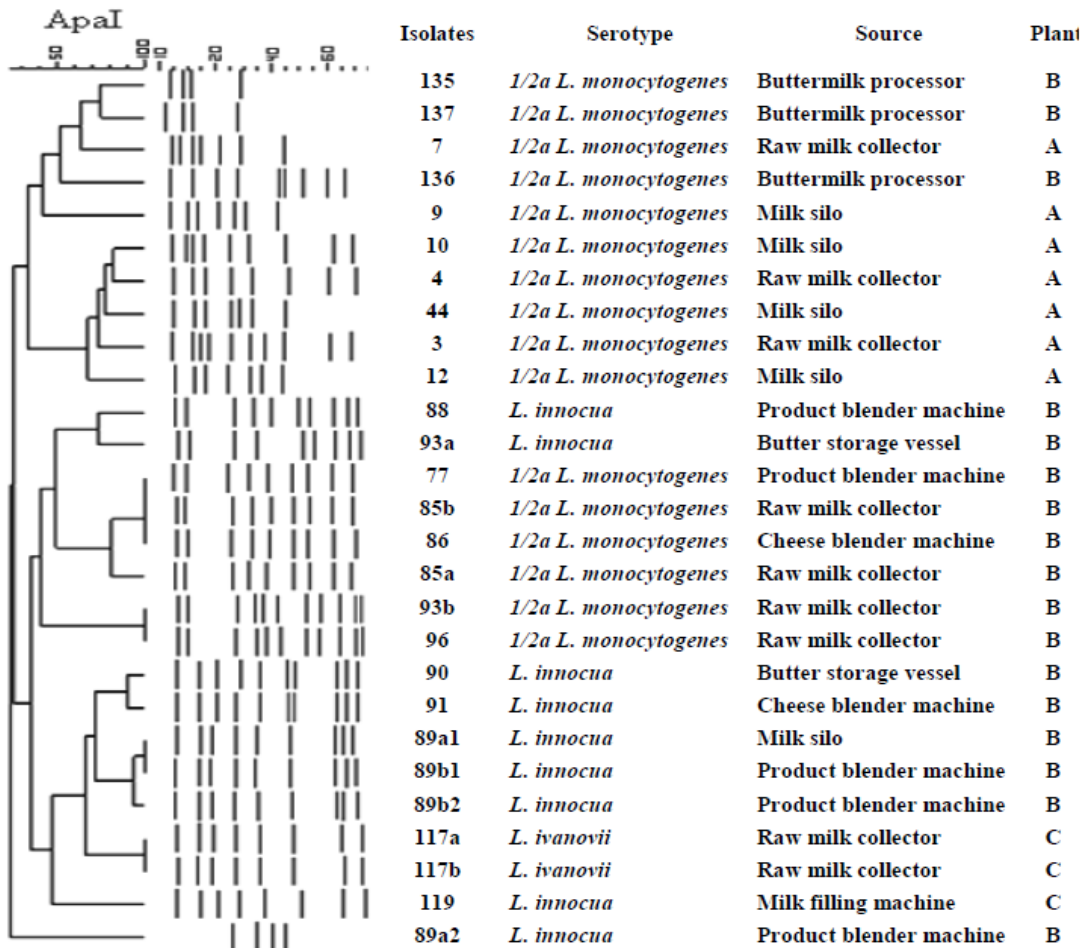 ApaI
-50 -100 -10 -20 -40 -60
Isolates Serotype Source Plant
135 1/2a L. monocytogenes Buttermilk processor B
137 1/2a L. monocytogenes Buttermilk processor B
7 1/2a L. monocytogenes Raw milk collector A
136 1/2a L. monocytogenes Buttermilk processor B
9 1/2a L. monocytogenes Milk silo A
10 1/2a L. monocytogenes Milk silo A
4 1/2a L. monocytogenes Raw milk collector A
44 1/2a L. monocytogenes Milk silo A
3 1/2a L. monocytogenes Raw milk collector A
12 1/2a L. monocytogenes Milk silo A
88 L. innocua Product blender machine B
93a L. innocua Butter storage vessel B
77 1/2a L. monocytogenes Product blender machine B
85b 1/2a L. monocytogenes Raw milk collector B
86 1/2a L. monocytogenes Cheese blender machine B
85a 1/2a L. monocytogenes Raw milk collector B
93b 1/2a L. monocytogenes Raw milk collector B
96 1/2a L. monocytogenes Raw milk collector B
90 L. innocua Butter storage vessel B
91 L. innocua Cheese blender machine B
89a1 L. innocua Milk silo B
89b1 L. innocua Product blender machine B
89b2 L. innocua Product blender machine B
117a L. ivanovii Raw milk collector C
117b L. ivanovii Raw milk collector C
119 L. innocua Milk filling machine C
89a2 L. innocua Product blender machine B